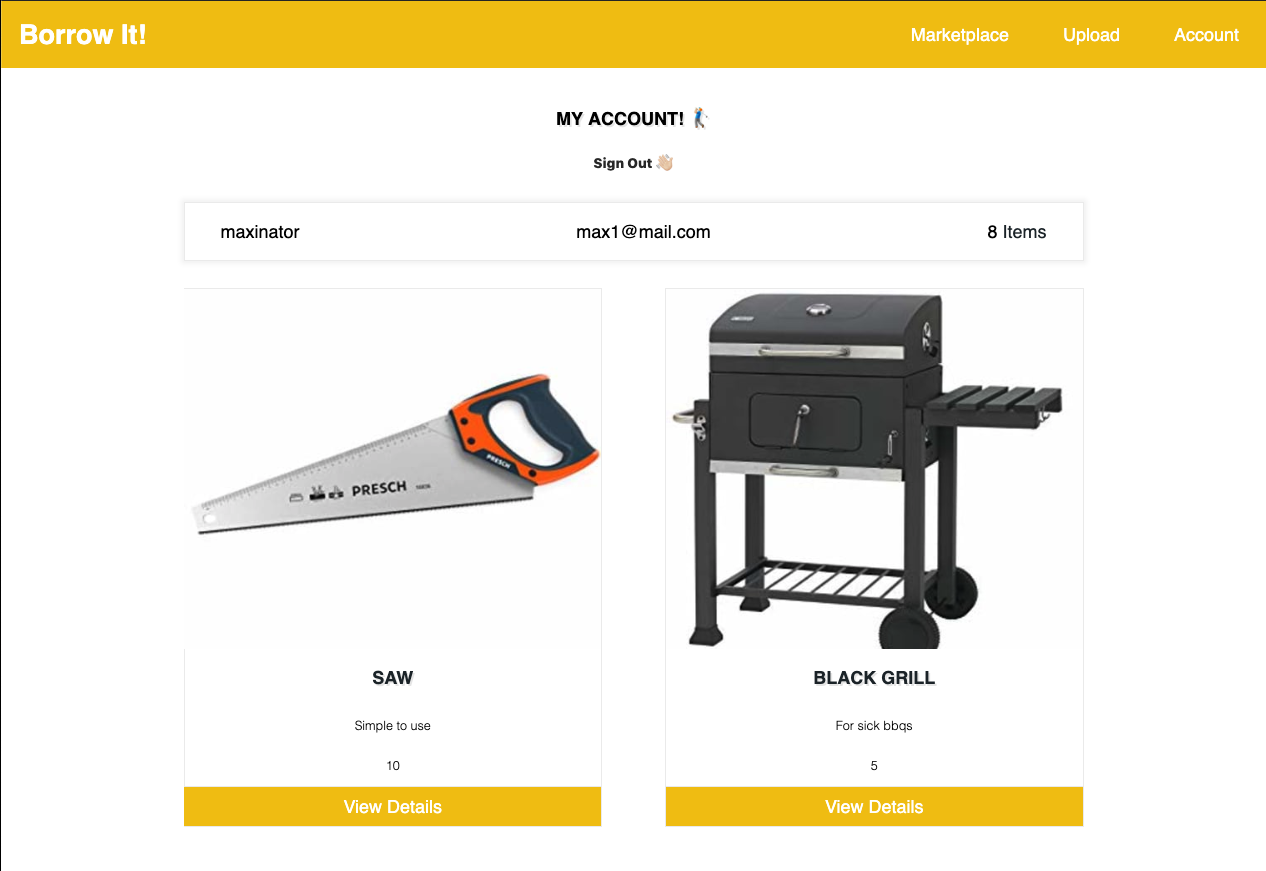 Borrow It!
Marketplace
Upload
Account
MY ACCOUNT! 🏌🏼
Sign Out 👋🏼
maxinator
max1@mail.com
8 Items
PRESCH
PRESCH
SAW
Simple to use
10
View Details
BLACK GRILL
For sick bbqs
5
View Details